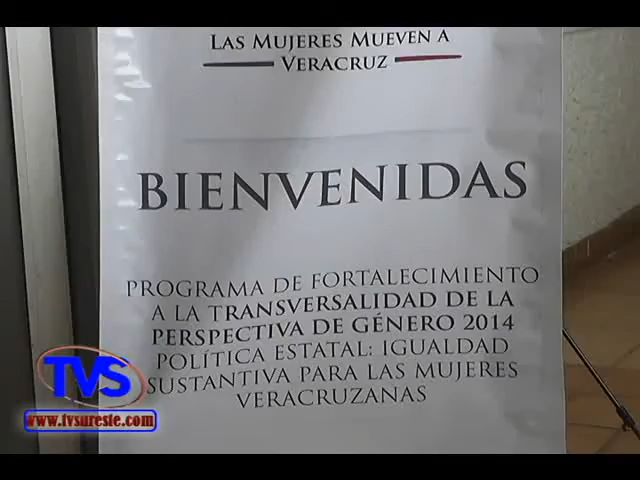 LAS MUJERES MUEVEN A
VERACRUZ
BIENVENIDAS
PROGRAMA DE FORTALECIMIENTO
A LA TRANSVERSALIDAD DE LA
PERSPECTIVA DE GÉNERO 2014
POLÍTICA ESTATAL: IGUALDAD
SUSTANTIVA PARA LAS MUJERES
VERACRUZANAS
TVS
www.tvsureste.com